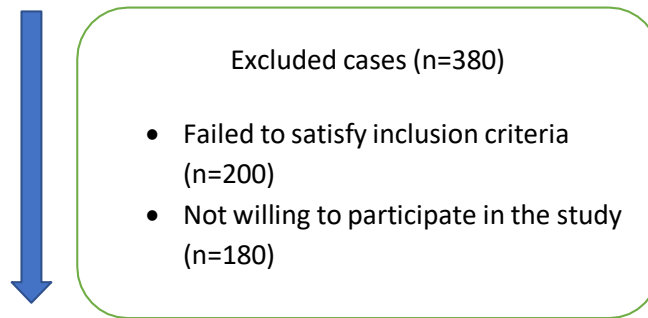 Excluded cases (n=380)
• Failed to satisfy inclusion criteria
(n=200)
• Not willing to participate in the study
(n=180)